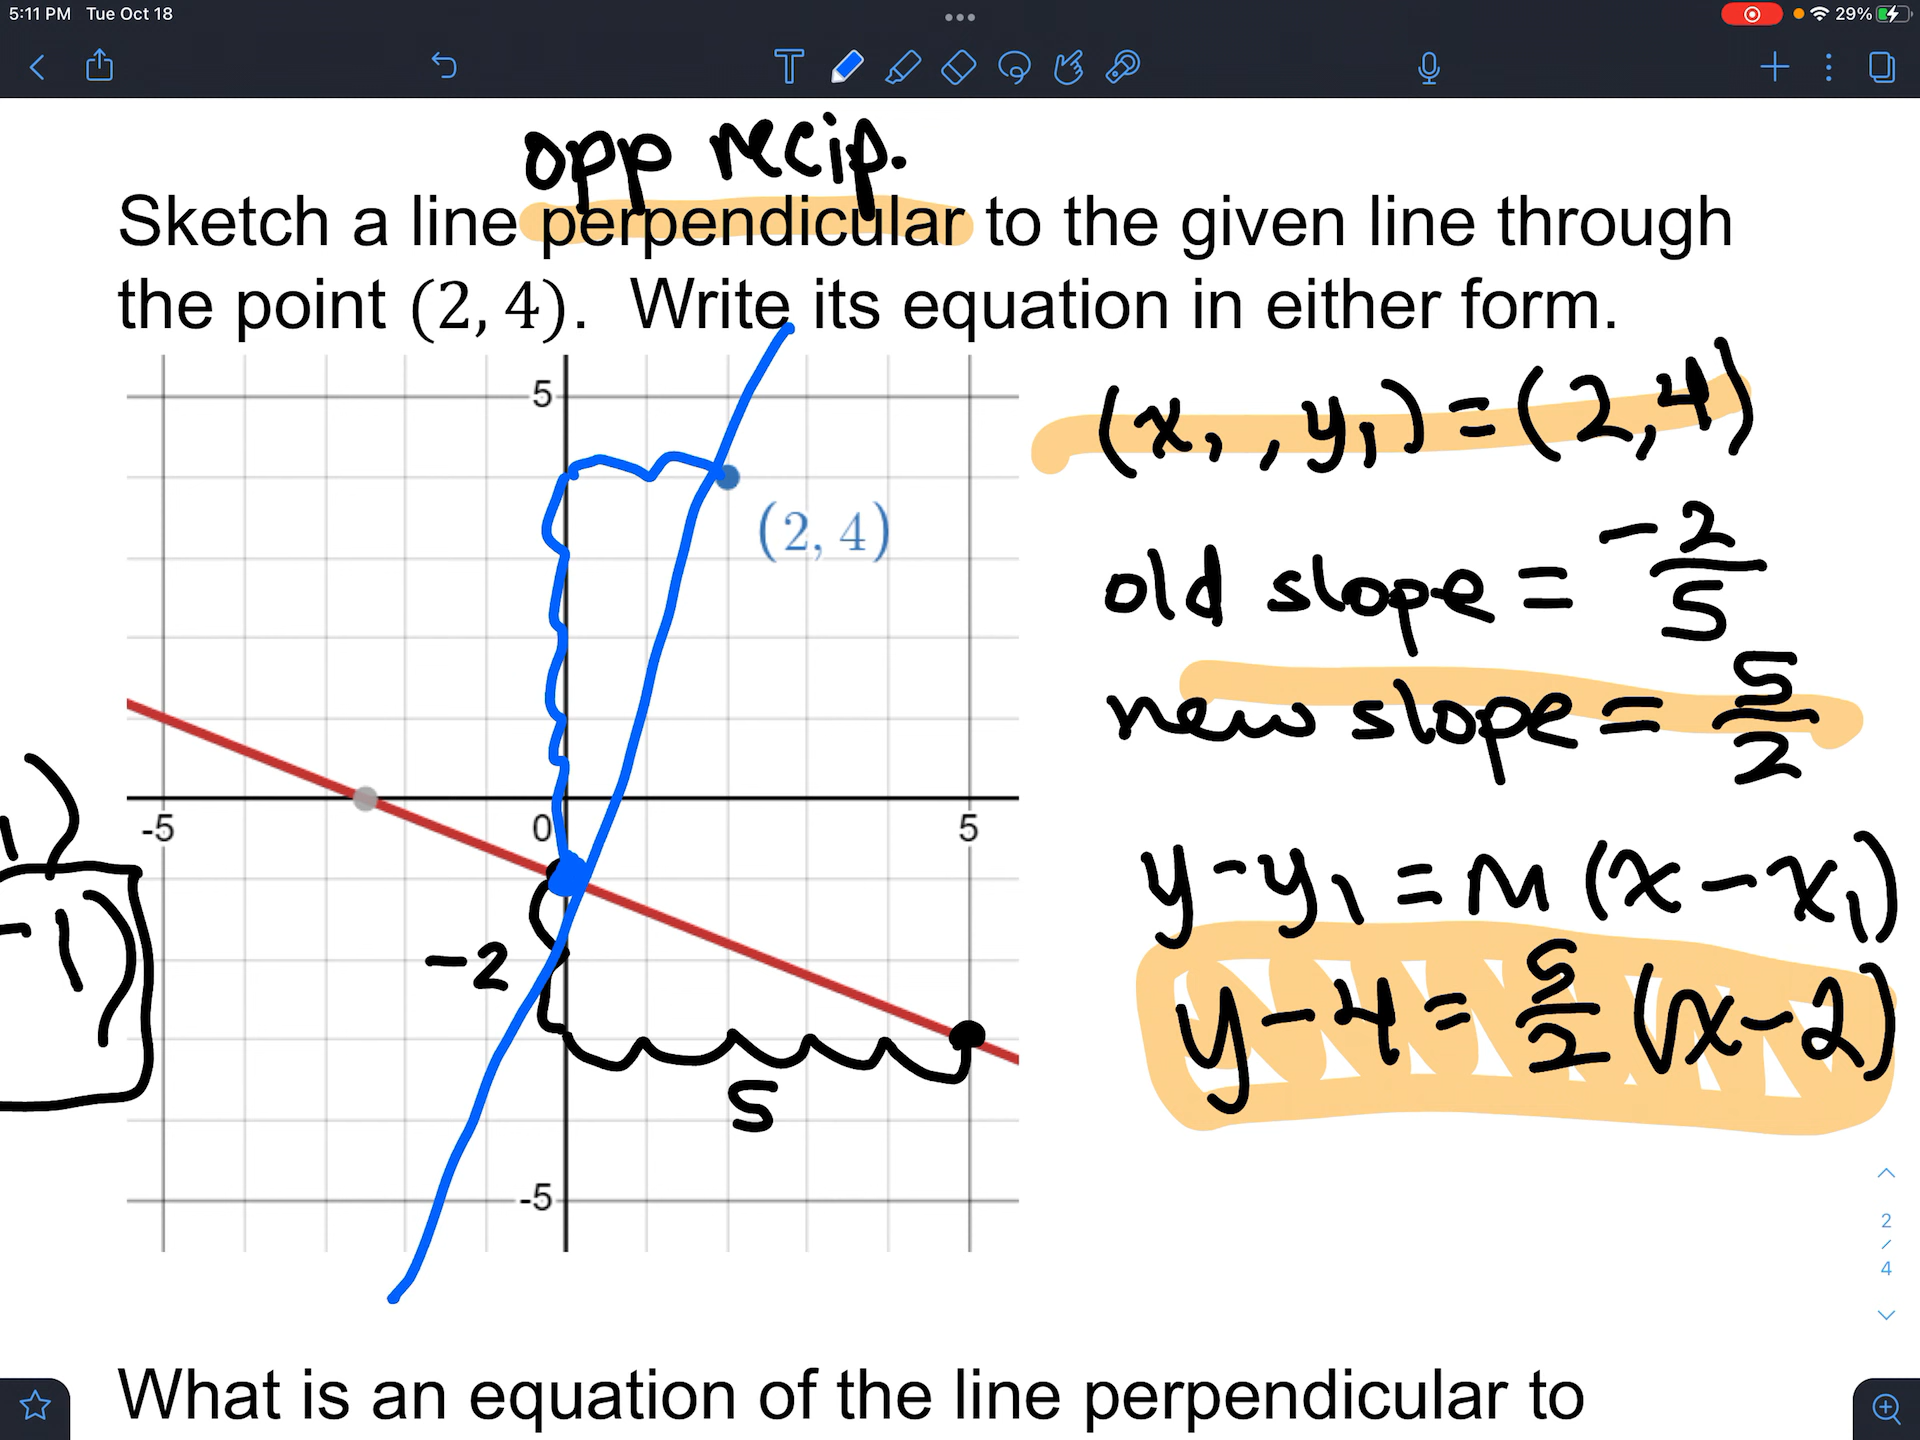 5:11 PM Tue Oct 18
29%
opp recip.
Sketch a line perpendicular to the given line through
the point (2, 4). Write its equation in either form.
5
(2, 4)
-5
0
5
-2
5
-5
(x₁, y₁) = (2,4)
old slope = -2/5
new slope = 5/2
y-y₁ = m(x-x₁)
y-4 = 5/2 (x-2)
1)
-1)
2
/
4
What is an equation of the line perpendicular to